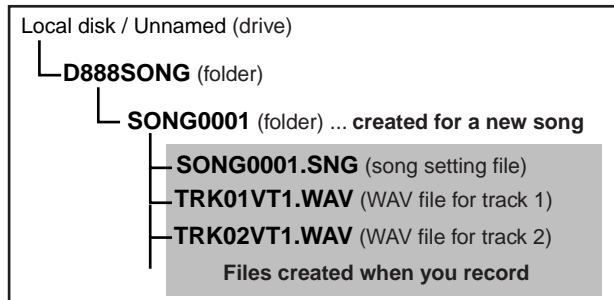 Local disk / Unnamed (drive)
D888SONG (folder)
SONG0001 (folder) ... created for a new song
SONG0001.SNG (song setting file)
TRK01VT1.WAV (WAV file for track 1)
TRK02VT1.WAV (WAV file for track 2)
Files created when you record